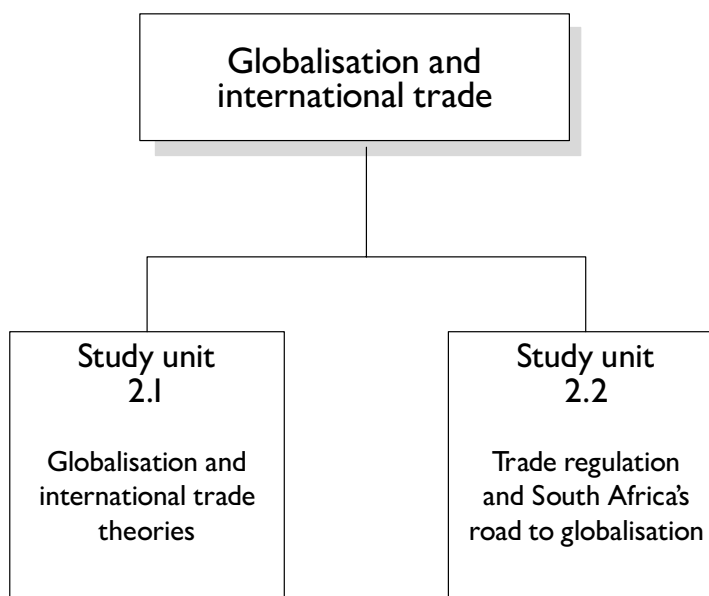 Globalisation and
international trade
Study unit
2.1
Globalisation and
international trade
theories
Study unit
2.2
Trade regulation
and South Africa's
road to globalisation